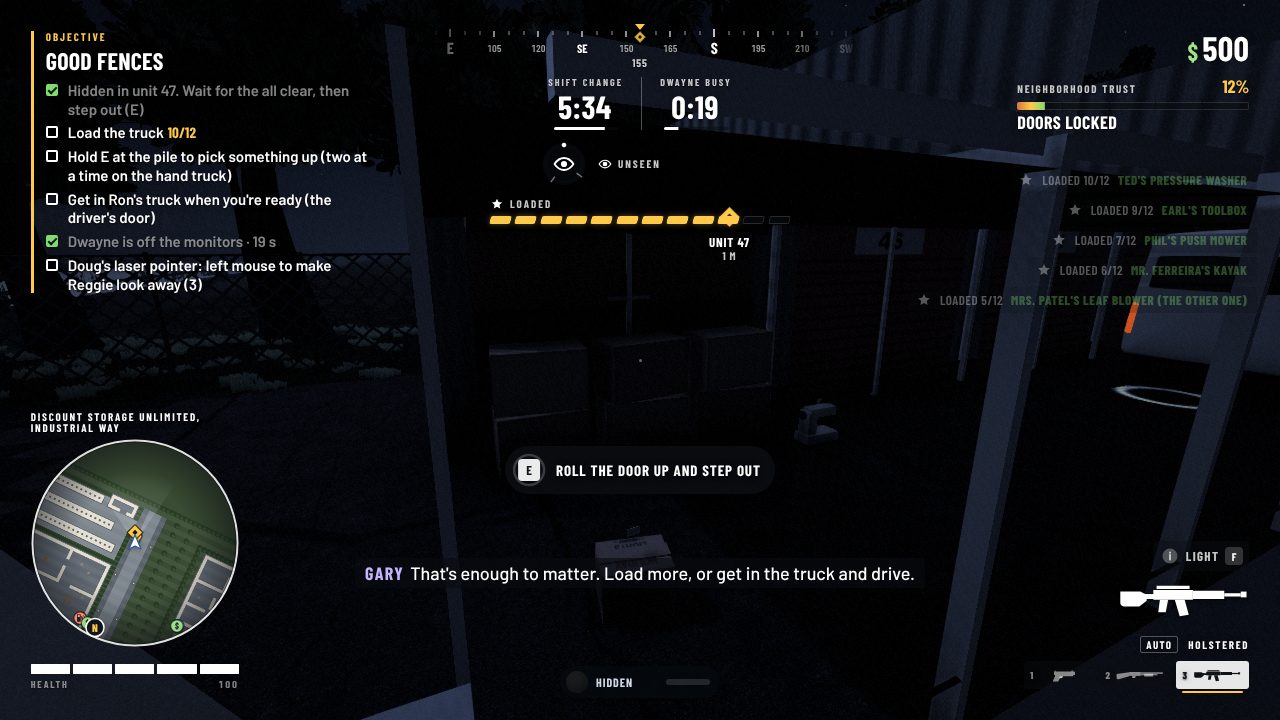 OBJECTIVE
GOOD FENCES
Hidden in unit 47. Wait for the all clear, then
step out (E)
Load the truck 10/12
Hold E at the pile to pick something up (two at
a time on the hand truck)
Get in Ron's truck when you're ready (the
driver's door)
Dwayne is off the monitors · 19 s
Doug's laser pointer: left mouse to make
Reggie look away (3)
E 105 120 SE 150 165 S 195 210 SW
155
SHIFT CHANGE DWAYNE BUSY
5:34 0:19
UNSEEN
LOADED
UNIT 47
1 M
$500
NEIGHBORHOOD TRUST 12%
DOORS LOCKED
LOADED 10/12 TED'S PRESSURE WASHER
LOADED 9/12 EARL'S TOOLBOX
LOADED 7/12 PHIL'S PUSH MOWER
LOADED 6/12 MR. FERREIRA'S KAYAK
LOADED 5/12 MRS. PATEL'S LEAF BLOWER (THE OTHER ONE)
DISCOUNT STORAGE UNLIMITED,
INDUSTRIAL WAY
N
$
HEALTH 100
E ROLL THE DOOR UP AND STEP OUT
GARY That's enough to matter. Load more, or get in the truck and drive.
HIDDEN
LIGHT F
AUTO HOLSTERED
1 2 3